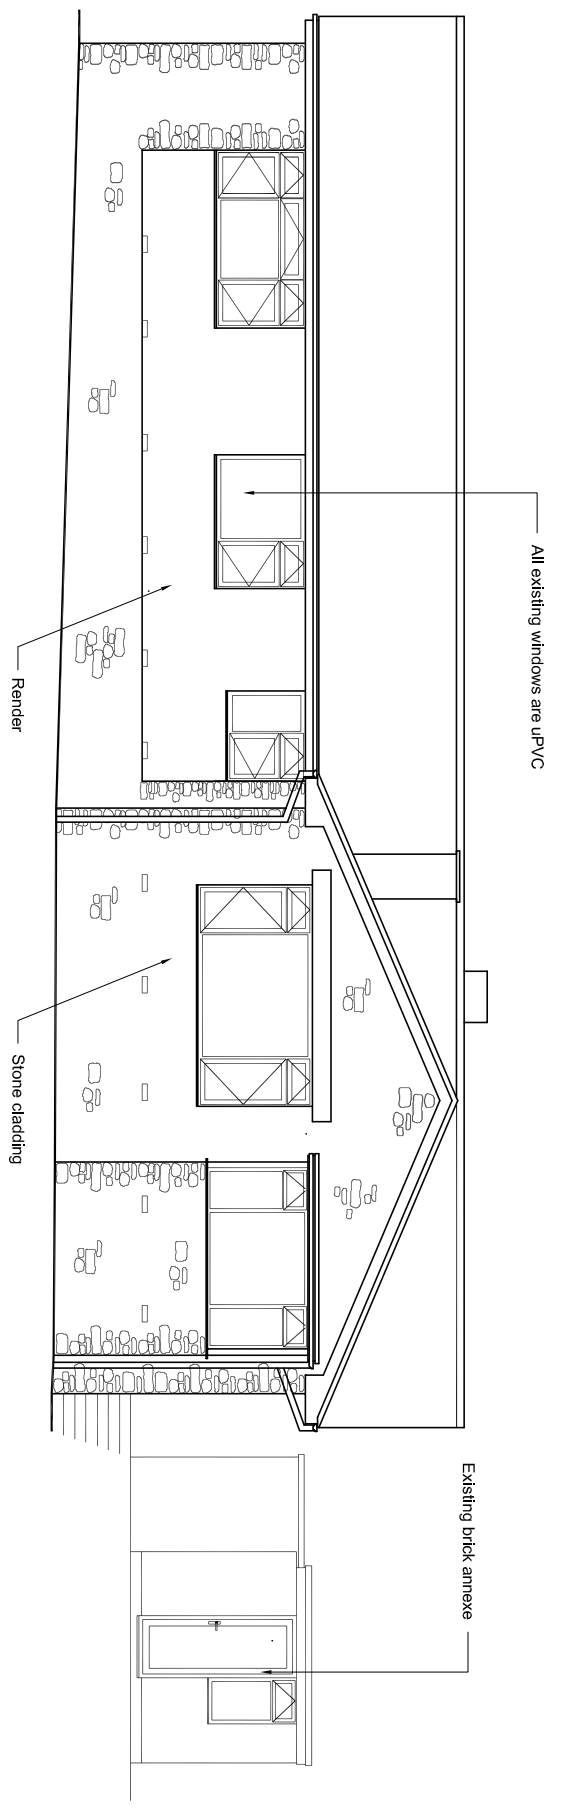 All existing windows are uPVC
Render
Stone cladding
Existing brick annexe